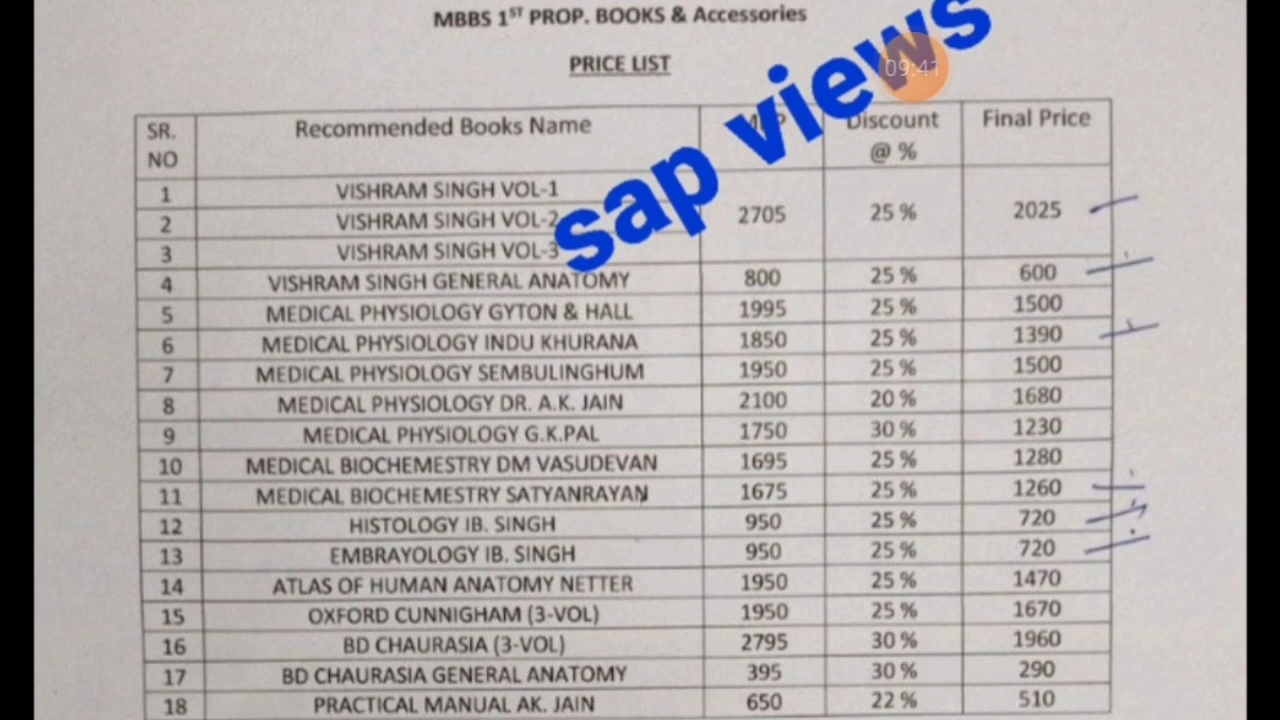 MBBS 1ST PROP. BOOKS & Accessories
PRICE LIST
sap views
09:41
SR. NO Recommended Books Name Discount @ % Final Price
1 VISHRAM SINGH VOL-1
2 VISHRAM SINGH VOL-2 2705 25 % 2025
3 VISHRAM SINGH VOL-3
4 VISHRAM SINGH GENERAL ANATOMY 800 25 % 600
5 MEDICAL PHYSIOLOGY GYTON & HALL 1995 25 % 1500
6 MEDICAL PHYSIOLOGY INDU KHURANA 1850 25 % 1390
7 MEDICAL PHYSIOLOGY SEMBULINGHUM 1950 25 % 1500
8 MEDICAL PHYSIOLOGY DR. A.K. JAIN 2100 20 % 1680
9 MEDICAL PHYSIOLOGY G.K.PAL 1750 30 % 1230
10 MEDICAL BIOCHEMESTRY DM VASUDEVAN 1695 25 % 1280
11 MEDICAL BIOCHEMESTRY SATYANRAYAN 1675 25 % 1260
12 HISTOLOGY IB. SINGH 950 25 % 720
13 EMBRAYOLOGY IB. SINGH 950 25 % 720
14 ATLAS OF HUMAN ANATOMY NETTER 1950 25 % 1470
15 OXFORD CUNNIGHAM (3-VOL) 1950 25 % 1670
16 BD CHAURASIA (3-VOL) 2795 30 % 1960
17 BD CHAURASIA GENERAL ANATOMY 395 30 % 290
18 PRACTICAL MANUAL AK. JAIN 650 22 % 510